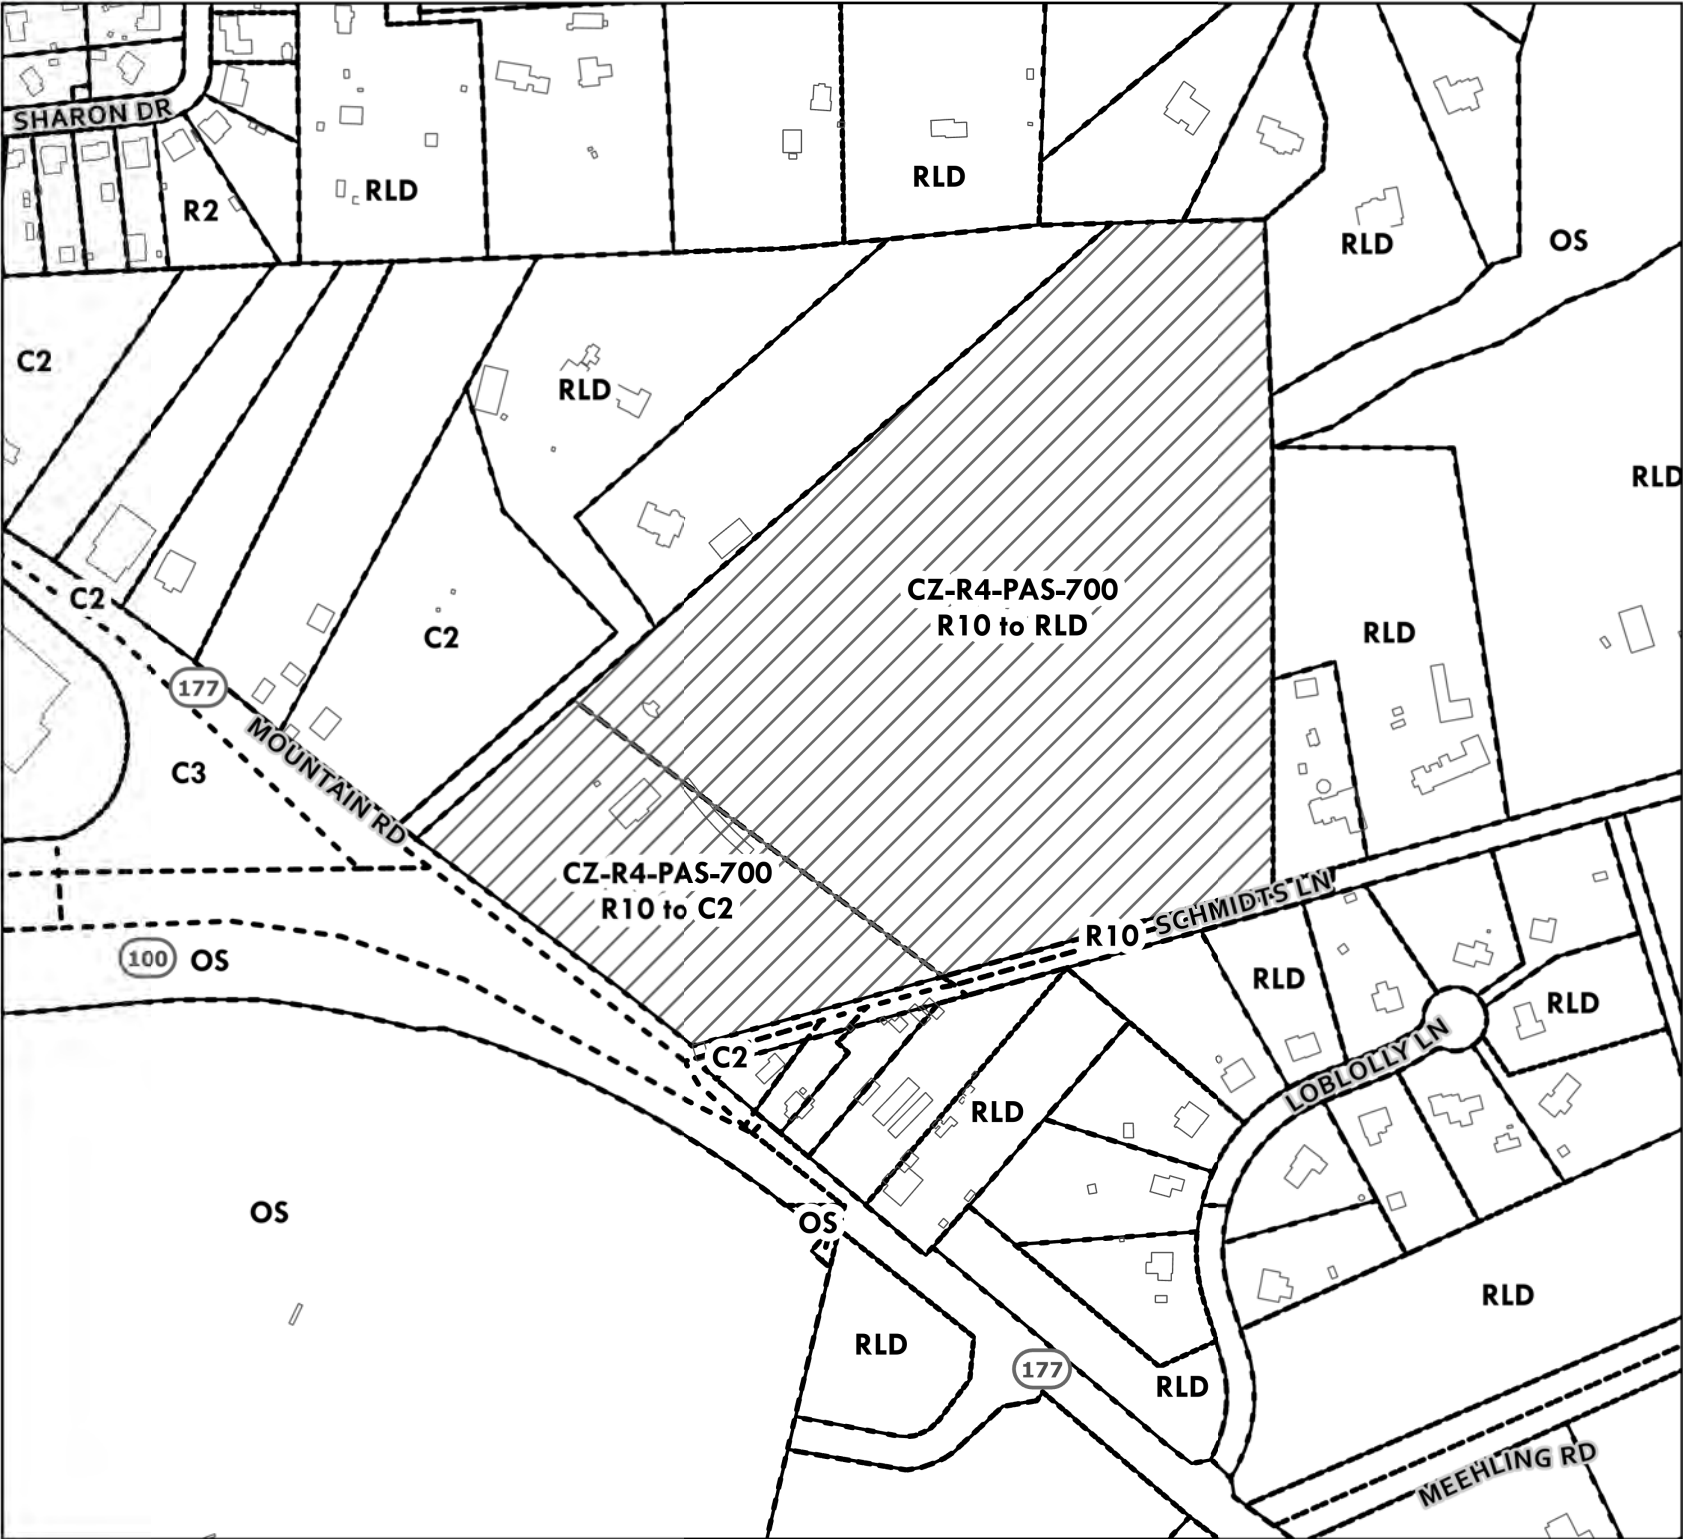 SHARON DR
RLD
RLD
R2
RLD
OS
C2
RLD
RLD
CZ-R4-PAS-700
R10 to RLD
C2
C2
RLD
177
MOUNTAIN RD
C3
CZ-R4-PAS-700
R10 to C2
SCHMIDTS LN
R10
100
OS
RLD
RLD
C2
LOBLOLLY LN
RLD
OS
OS
RLD
RLD
177
RLD
MEEHLING RD